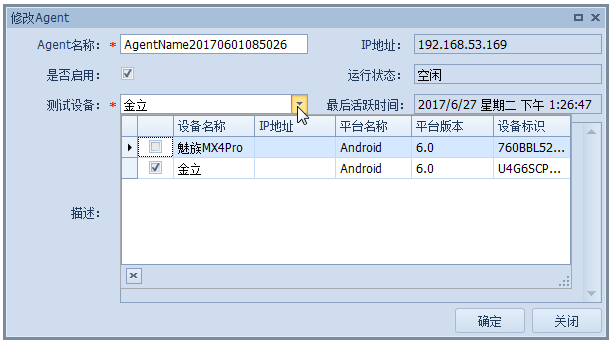 修改Agent
Agent名称： * AgentName20170601085026 IP地址： 192.168.53.169
是否启用： 运行状态： 空闲
测试设备： * 金立 最后活跃时间： 2017/6/27 星期二 下午 1:26:47
设备名称 IP地址 平台名称 平台版本 设备标识
魅族MX4Pro Android 6.0 760BBL52...
金立 Android 6.0 U4G6SCP...
描述：
确定 关闭